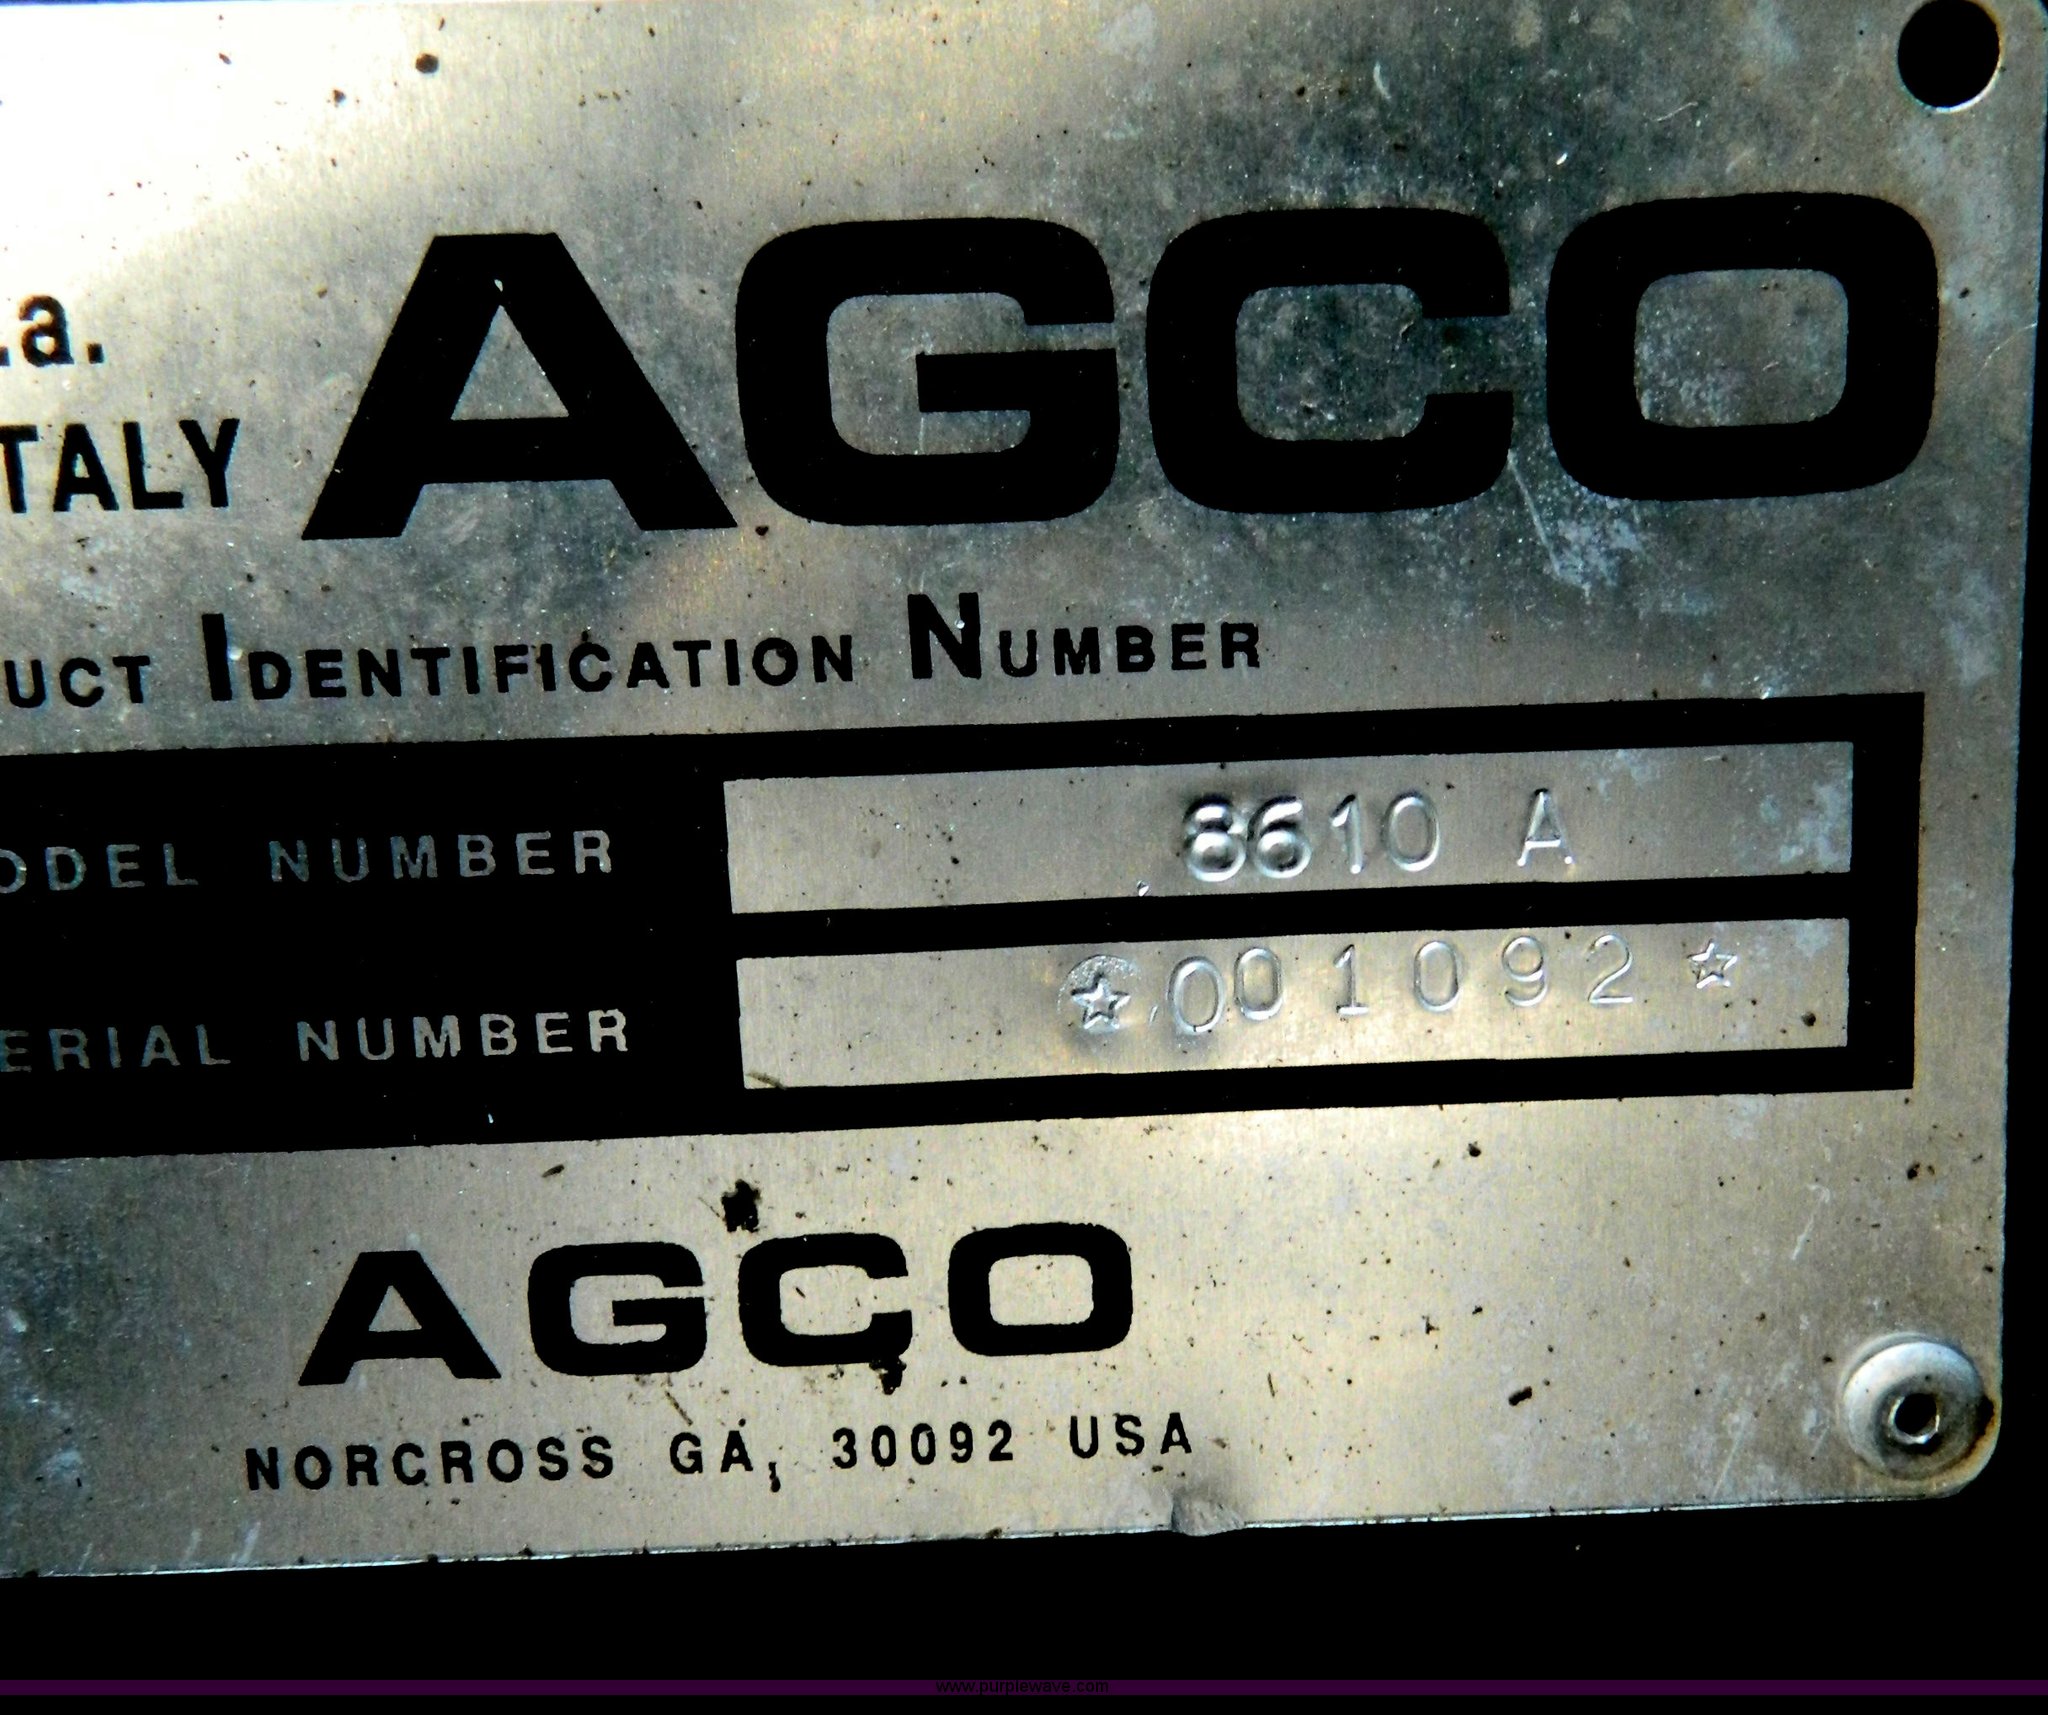 .a.
AGCO
TALY
UCT IDENTIFICATION NUMBER
ODEL NUMBER 8610 A
ERIAL NUMBER ☆001092☆
AGCO
NORCROSS GA, 30092 USA
www.purplewave.com